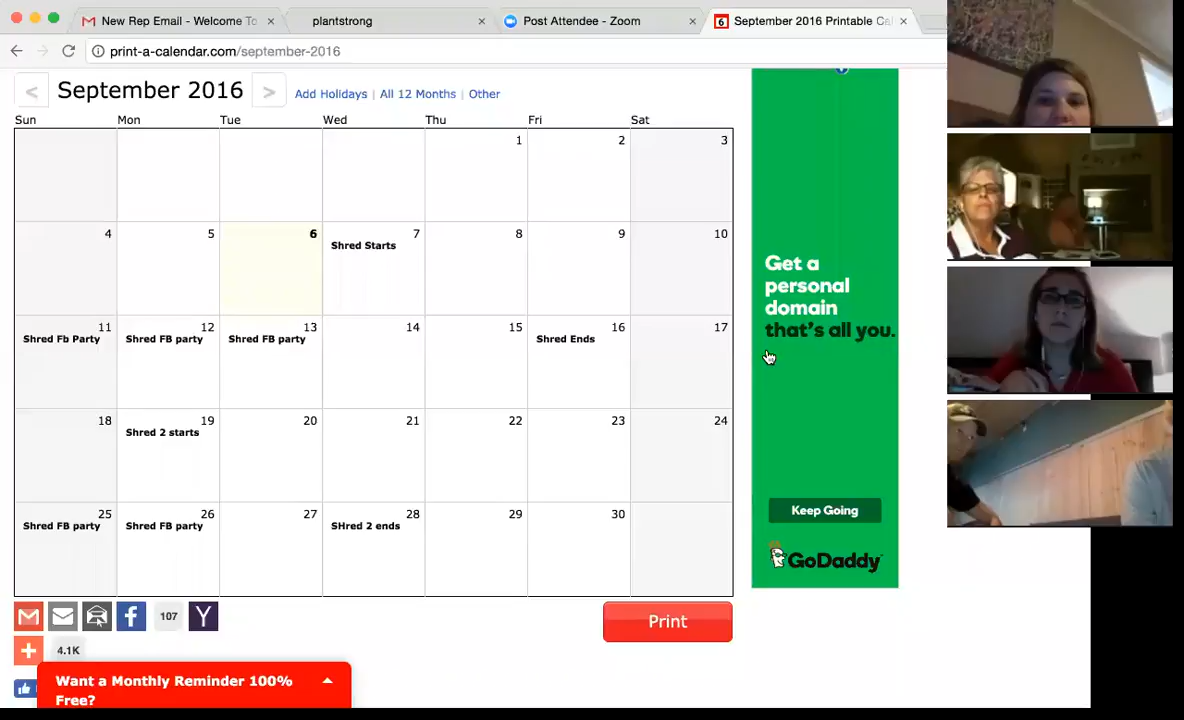 New Rep Email - Welcome To
plantstrong
Post Attendee - Zoom
6 September 2016 Printable Ca
print-a-calendar.com/september-2016
< September 2016 >
Add Holidays | All 12 Months | Other
Sun Mon Tue Wed Thu Fri Sat
1 2 3
4 5 6 7 8 9 10
Shred Starts
11 12 13 14 15 16 17
Shred Fb Party Shred FB party Shred FB party Shred Ends
18 19 20 21 22 23 24
Shred 2 starts
25 26 27 28 29 30
Shred FB party Shred FB party SHred 2 ends
Get a
personal
domain
that's all you.
Keep Going
GoDaddy
107
Print
4.1K
Want a Monthly Reminder 100%
Free?